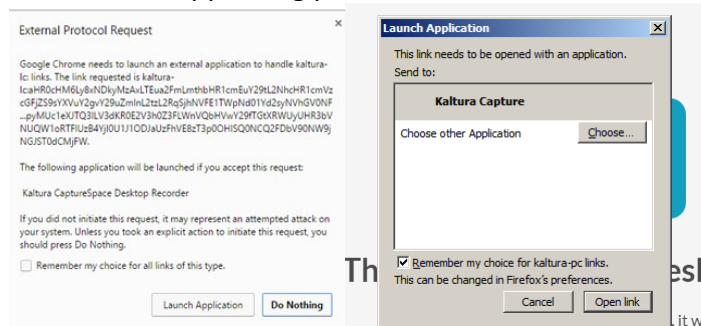 External Protocol Request
×
Google Chrome needs to launch an external application to handle kaltura-
lc: links. The link requested is kaltura-
The following application will be launched if you accept this request:
Kaltura CaptureSpace Desktop Recorder
If you did not initiate this request, it may represent an attempted attack on
your system. Unless you took an explicit action to initiate this request, you
should press Do Nothing.
Remember my choice for all links of this type.
Launch Application
Do Nothing
Launch Application
X
This link needs to be opened with an application.
Send to:
Kaltura Capture
Choose other Application
Choose...
Remember my choice for kaltura-pc links.
This can be changed in Firefox's preferences.
Cancel
Open link
Th
esl
it w